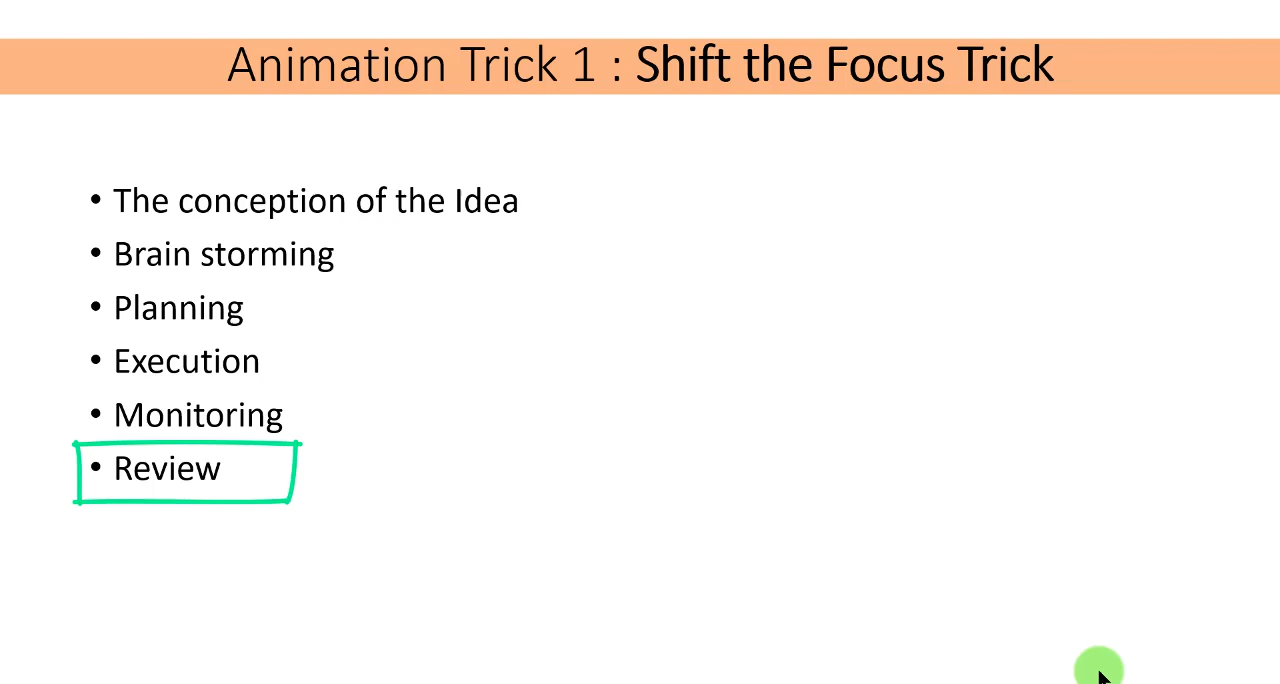 Animation Trick 1 : Shift the Focus Trick
• The conception of the Idea
• Brain storming
• Planning
• Execution
• Monitoring
• Review